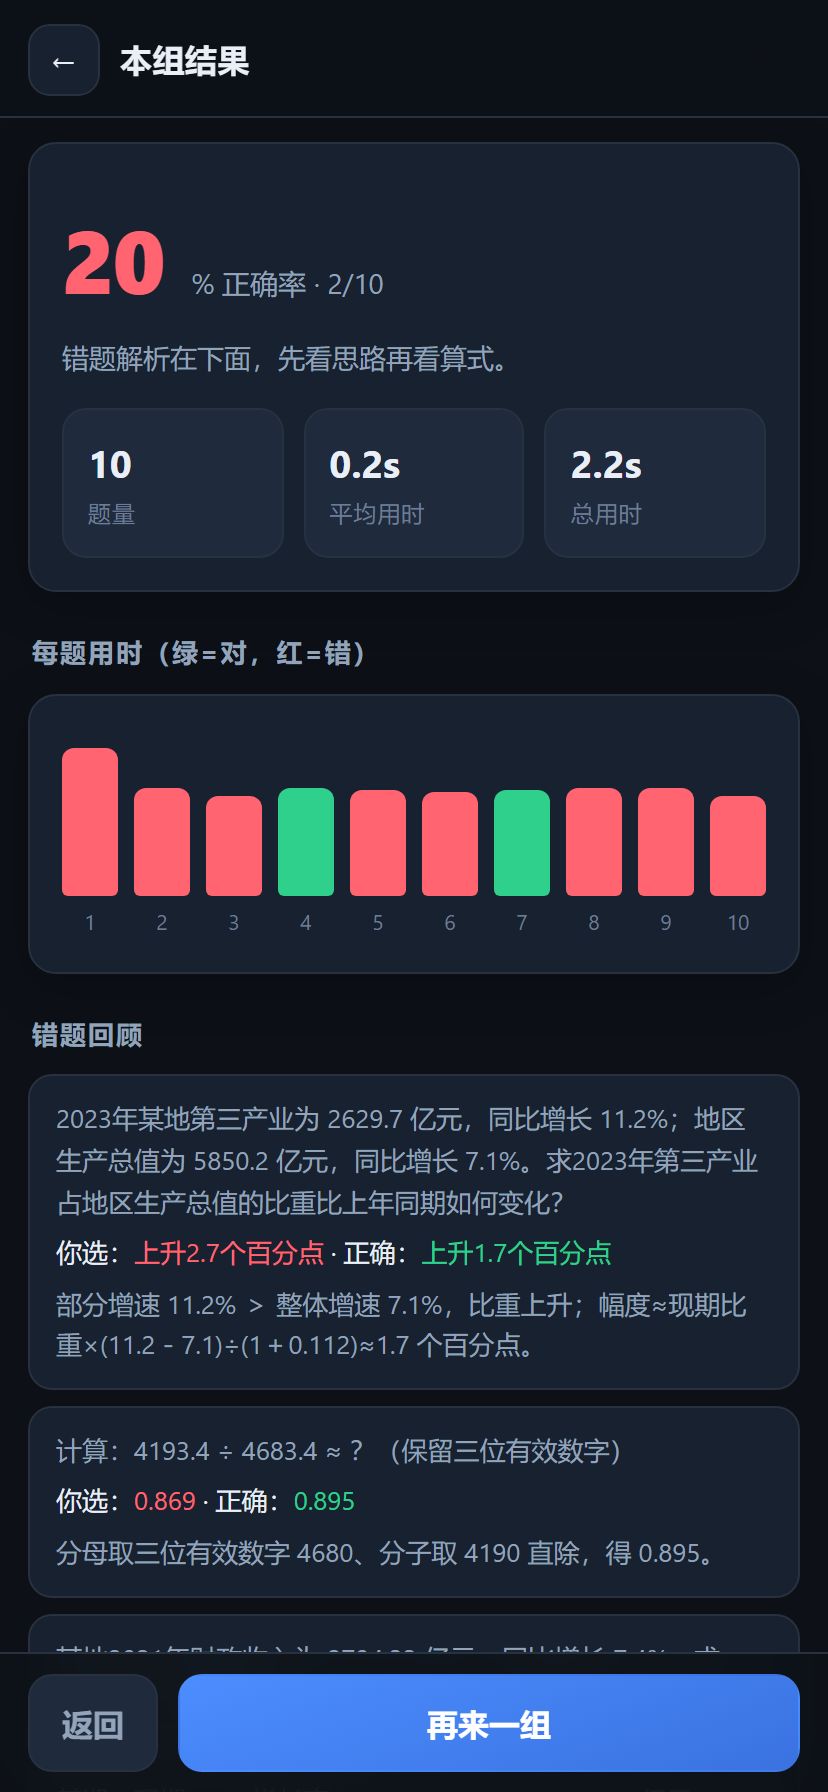 ←
本组结果
20 % 正确率 · 2/10
错题解析在下面，先看思路再看算式。
10
题量
0.2s
平均用时
2.2s
总用时
每题用时（绿=对，红=错）
1 2 3 4 5 6 7 8 9 10
错题回顾
2023年某地第三产业为 2629.7 亿元，同比增长 11.2%；地区
生产总值为 5850.2 亿元，同比增长 7.1%。求2023年第三产业
占地区生产总值的比重比上年同期如何变化？
你选：上升2.7个百分点 · 正确：上升1.7个百分点
部分增速 11.2% ＞ 整体增速 7.1%，比重上升；幅度≈现期比
重×(11.2 - 7.1)÷(1＋0.112)≈1.7 个百分点。
计算：4193.4 ÷ 4683.4 ≈ ？（保留三位有效数字）
你选：0.869 · 正确：0.895
分母取三位有效数字 4680、分子取 4190 直除，得 0.895。
返回
再来一组